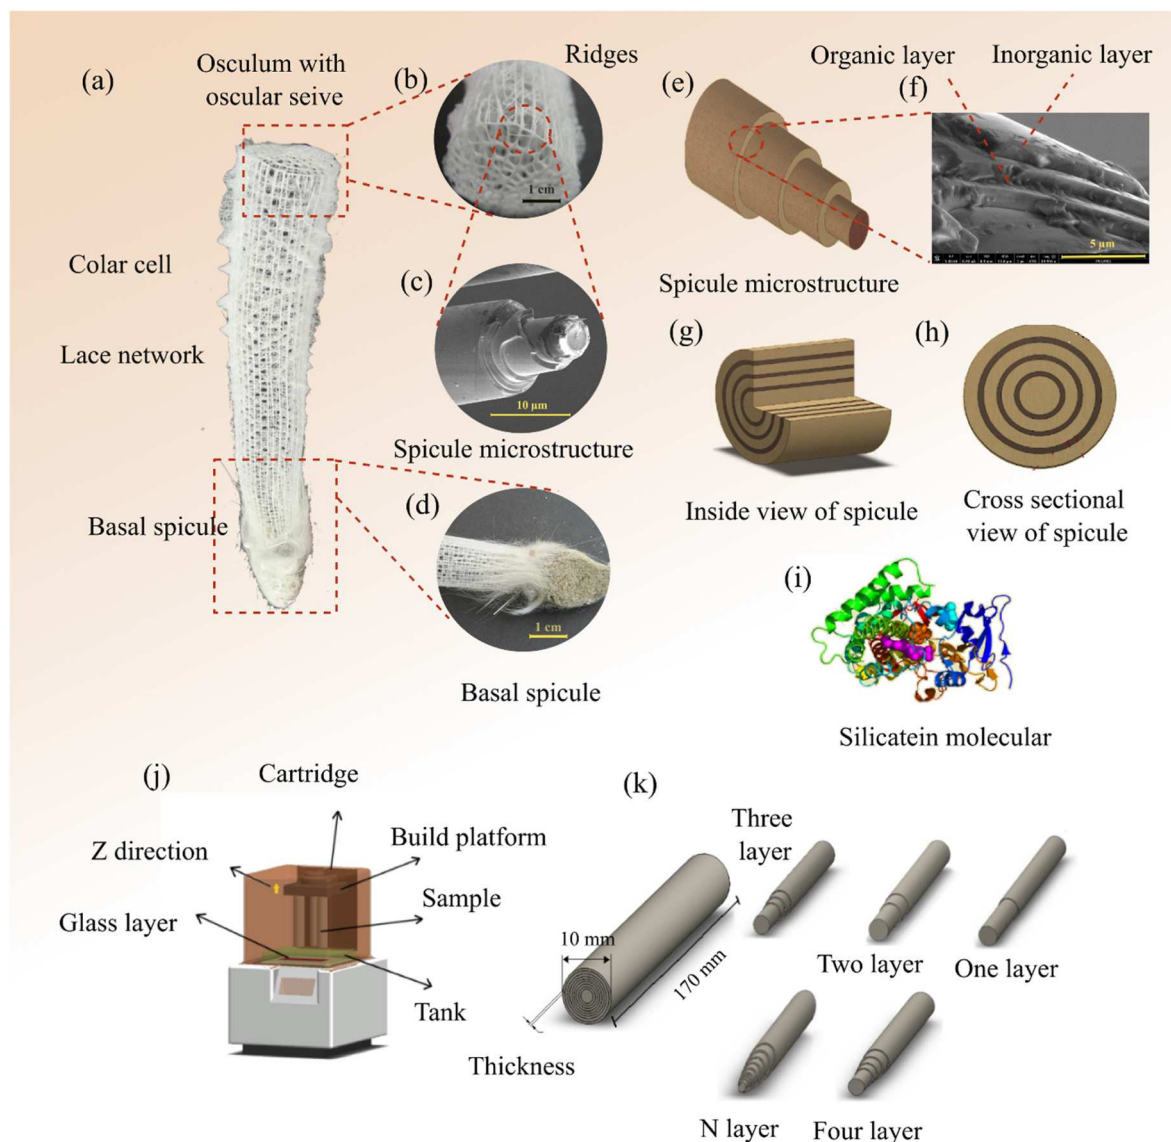 (a)
Osculum with
oscular seive
(b)
Ridges
1 cm
Colar cell
Lace network
Basal spicule
(c)
10 μm
Spicule microstructure
(d)
1 cm
Basal spicule
(e)
Organic layer
Inorganic layer
(f)
5 μm
Spicule microstructure
(g)
Inside view of spicule
(h)
Cross sectional
view of spicule
(i)
Silicatein molecular
(j)
Cartridge
Z direction
Build platform
Glass layer
Sample
Tank
(k)
10 mm
170 mm
Thickness
Three
layer
Two layer
One layer
N layer
Four layer